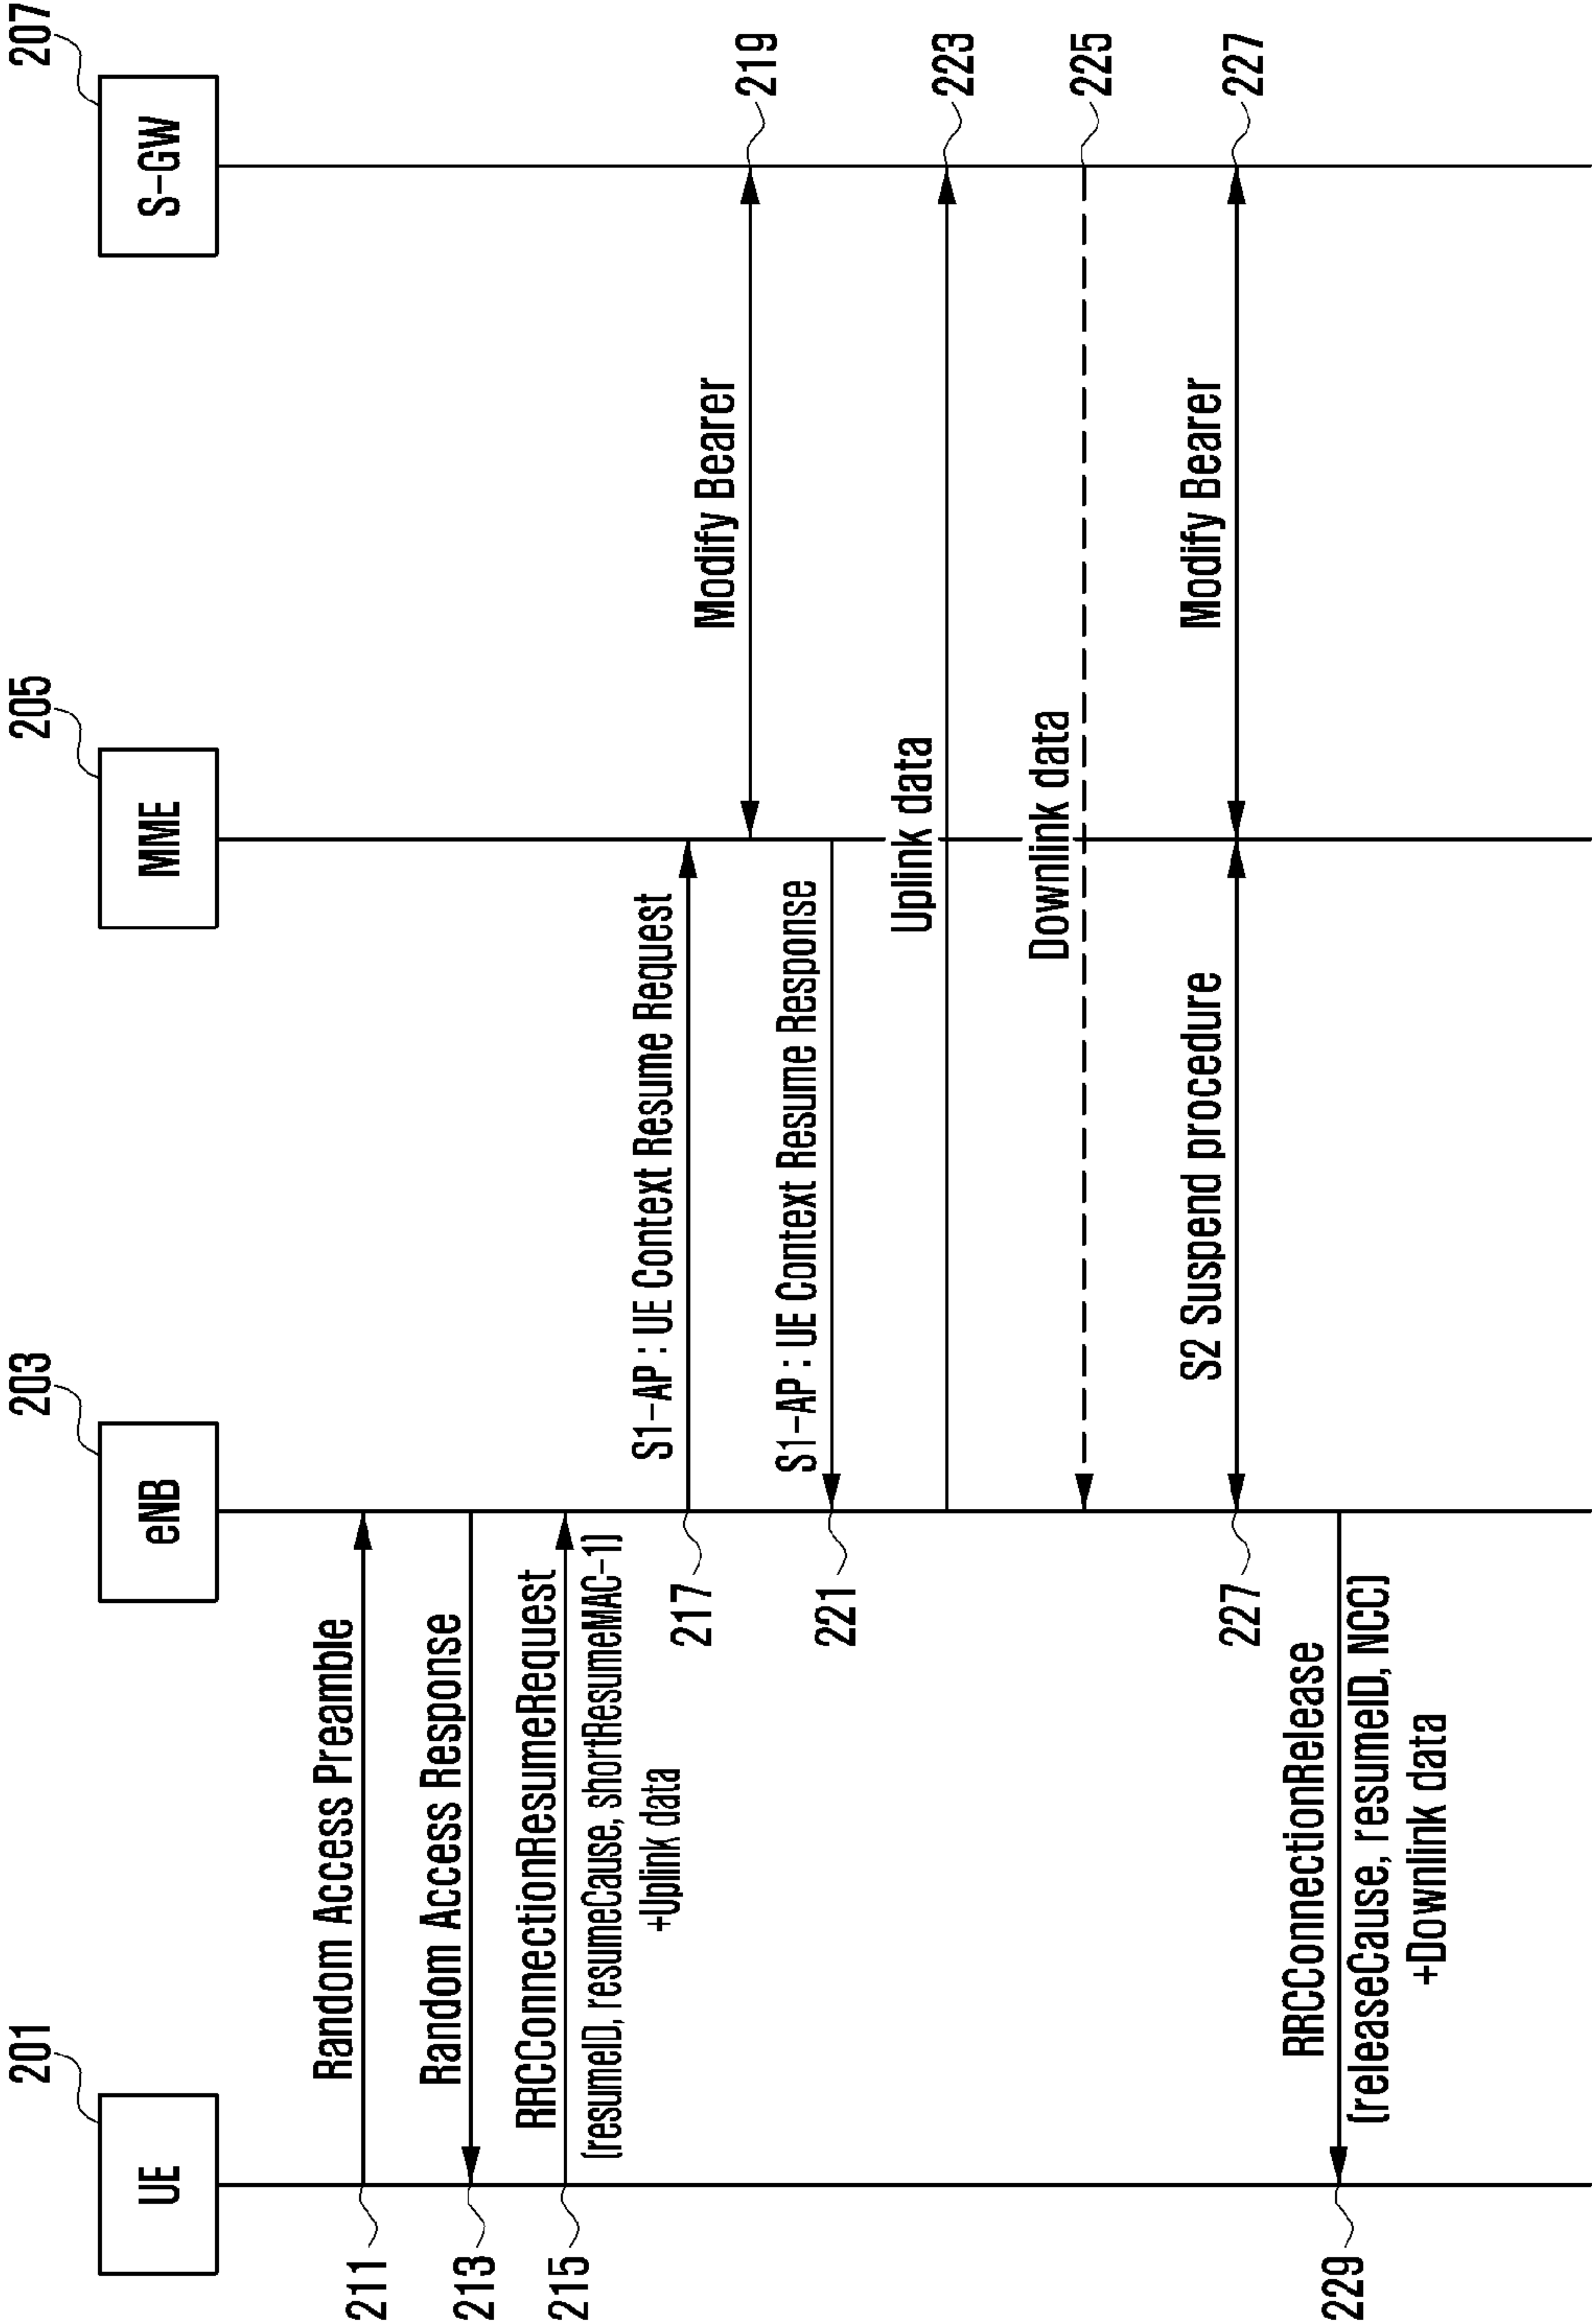 201
203
205
207
UE
eNB
MME
S-GW
Random Access Preamble
211
Random Access Response
213
RRCConnectionResumeRequest
215
(resumeID, resumeCause, shortResumeMAC-1)
+Uplink data
S1-AP : UE Context Resume Request
217
Modify Bearer
219
S1-AP : UE Context Resume Response
221
Uplink data
223
Downlink data
225
S2 Suspend procedure
227
Modify Bearer
227
RRCConnectionRelease
229
(releaseCause, resumeID, NCC)
+Downlink data